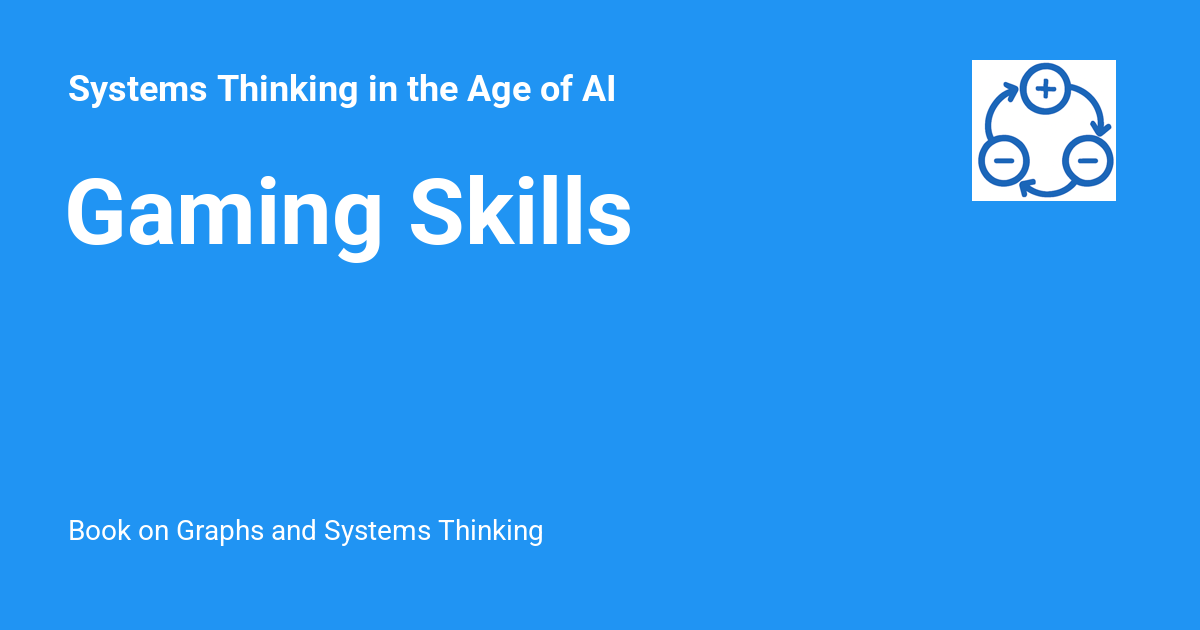 Systems Thinking in the Age of AI
Gaming Skills
Book on Graphs and Systems Thinking